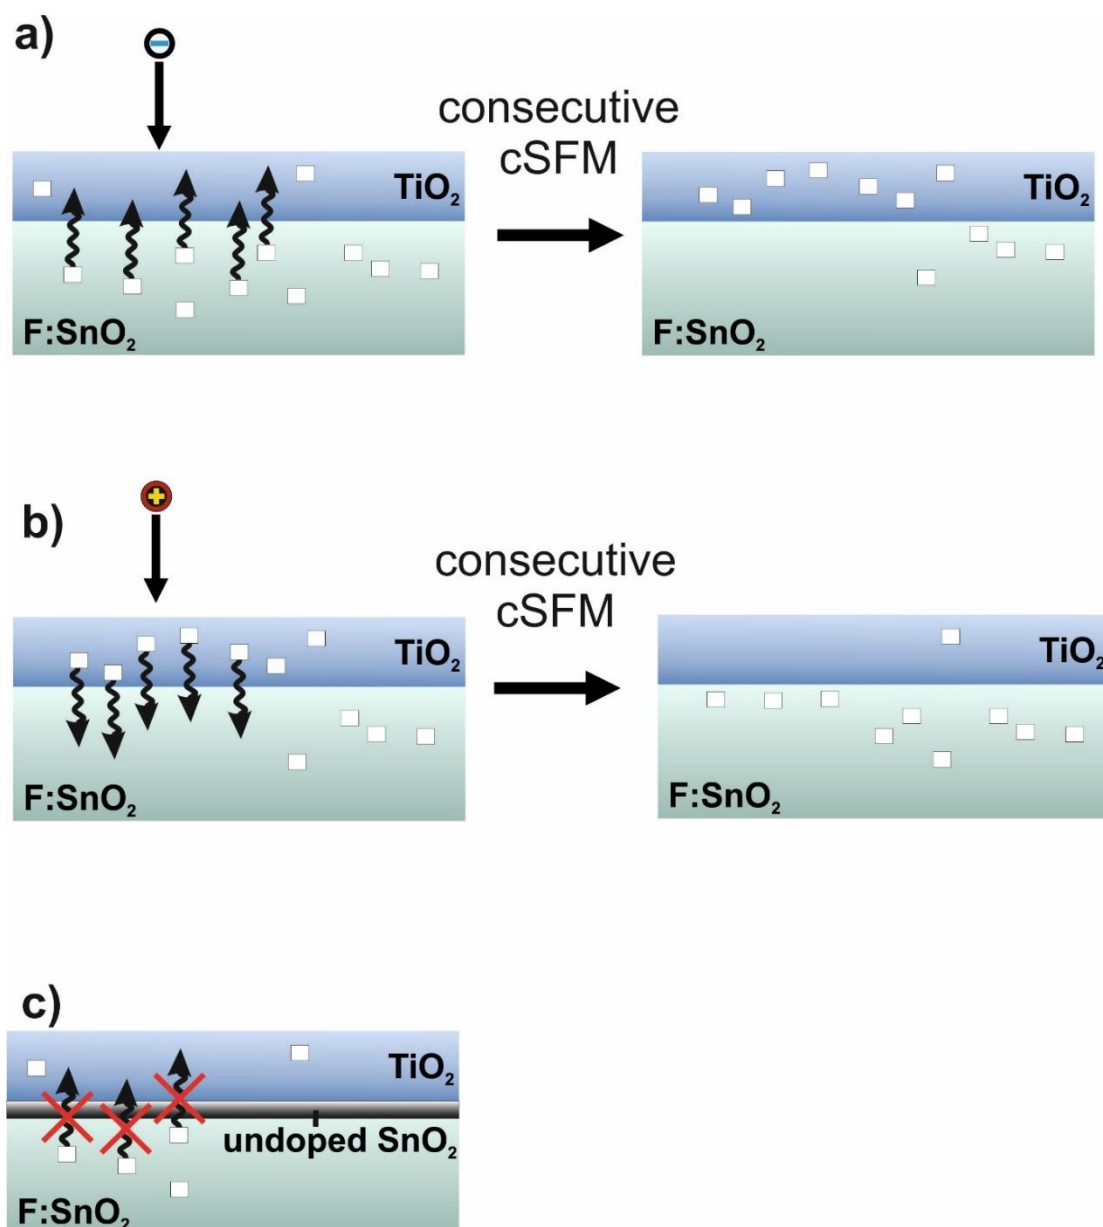 a)
consecutive
cSFM
TiO₂
TiO₂
F:SnO₂
F:SnO₂
b)
consecutive
cSFM
TiO₂
TiO₂
F:SnO₂
F:SnO₂
c)
TiO₂
undoped SnO₂
F:SnO₂